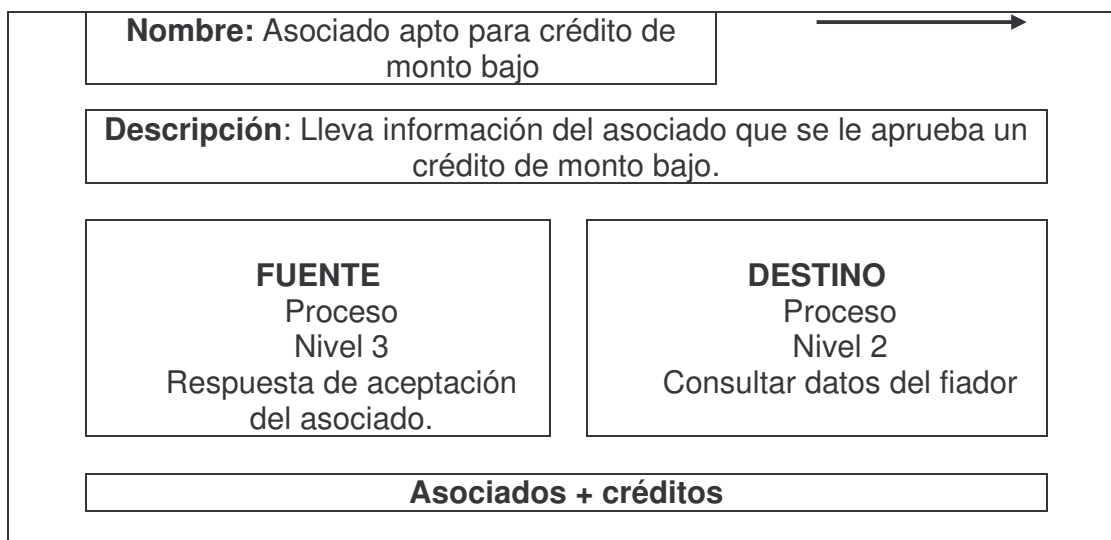 Nombre: Asociado apto para crédito de
monto bajo
Descripción: Lleva información del asociado que se le aprueba un
crédito de monto bajo.
FUENTE
Proceso
Nivel 3
Respuesta de aceptación
del asociado.
DESTINO
Proceso
Nivel 2
Consultar datos del fiador
Asociados + créditos